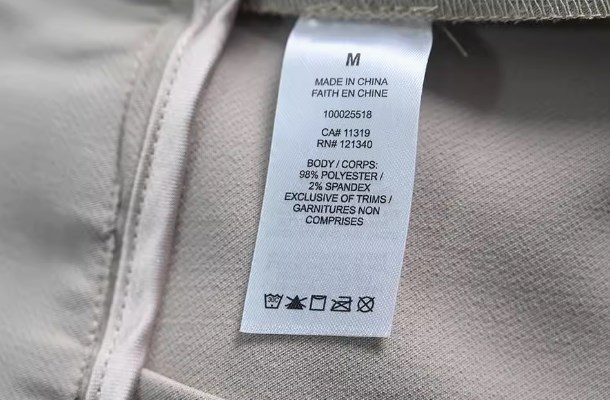 M
MADE IN CHINA
FAITH EN CHINE
100025518
CA# 11319
RN# 121340
BODY / CORPS:
98% POLYESTER /
2% SPANDEX
EXCLUSIVE OF TRIMS /
GARNITURES NON
COMPRISES